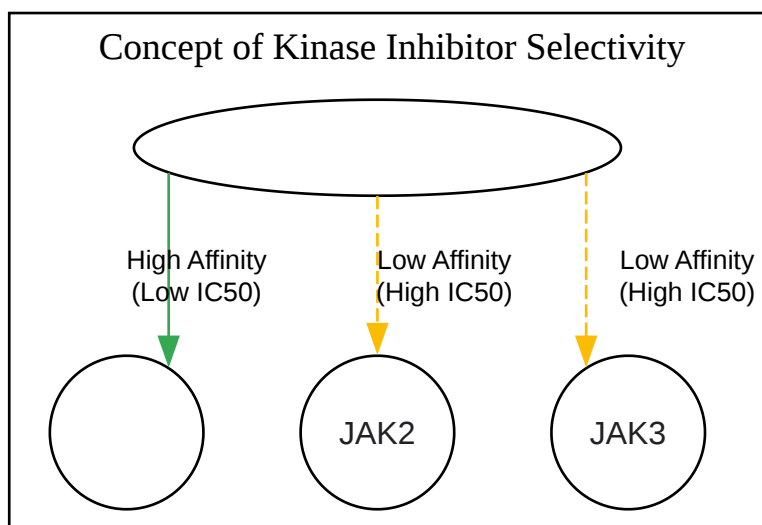 Concept of Kinase Inhibitor Selectivity
High Affinity
(Low IC50)
Low Affinity
(High IC50)
Low Affinity
(High IC50)
JAK2
JAK3